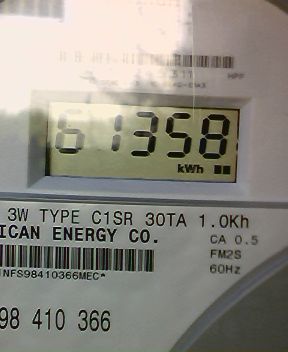 61358
kWh
3W TYPE C1SR 30TA 1.0Kh
ICAN ENERGY CO.
CA 0.5
FM2S
60Hz
INFS98410366MEC*
98 410 366